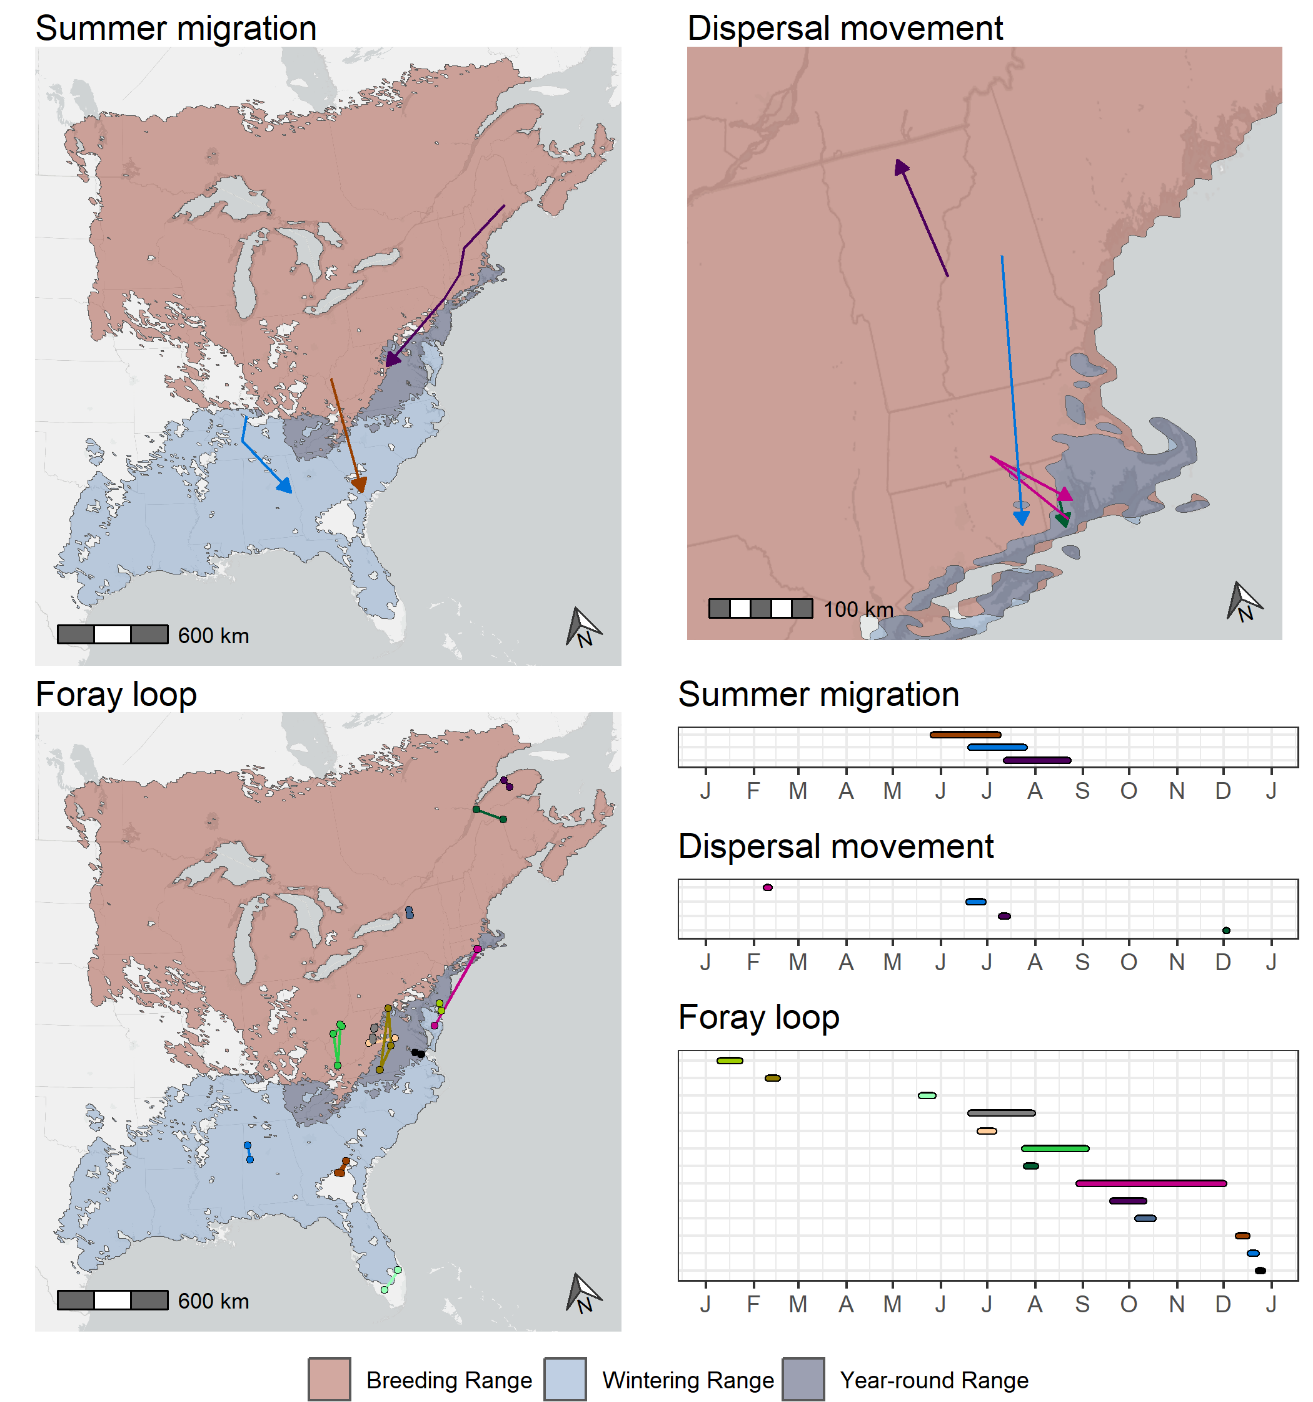 Summer migration
600 km
N
Dispersal movement
100 km
N
Foray loop
600 km
N
Summer migration
J F M A M J J A S O N D J
Dispersal movement
J F M A M J J A S O N D J
Foray loop
J F M A M J J A S O N D J
Breeding Range Wintering Range Year-round Range